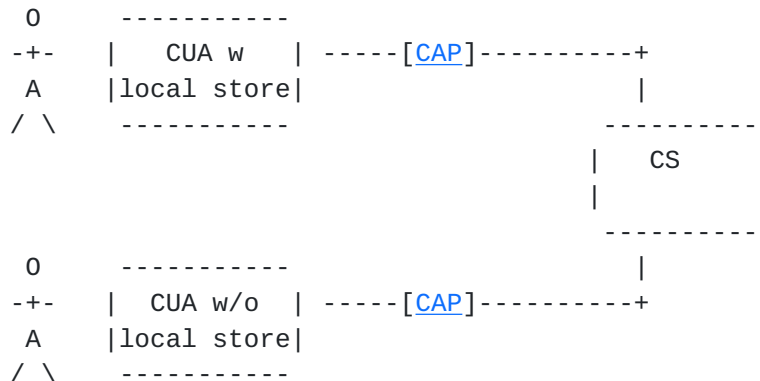 O      -----------
-+-   |   CUA w   | -----[CAP]----------+
 A    |local store|                     |
/ \    -----------                    ----------
                                     |   CS
                                     |
                                      ----------
 O     -----------                      |
-+-   |  CUA w/o  | -----[CAP]----------+
 A    |local store|
/ \    -----------